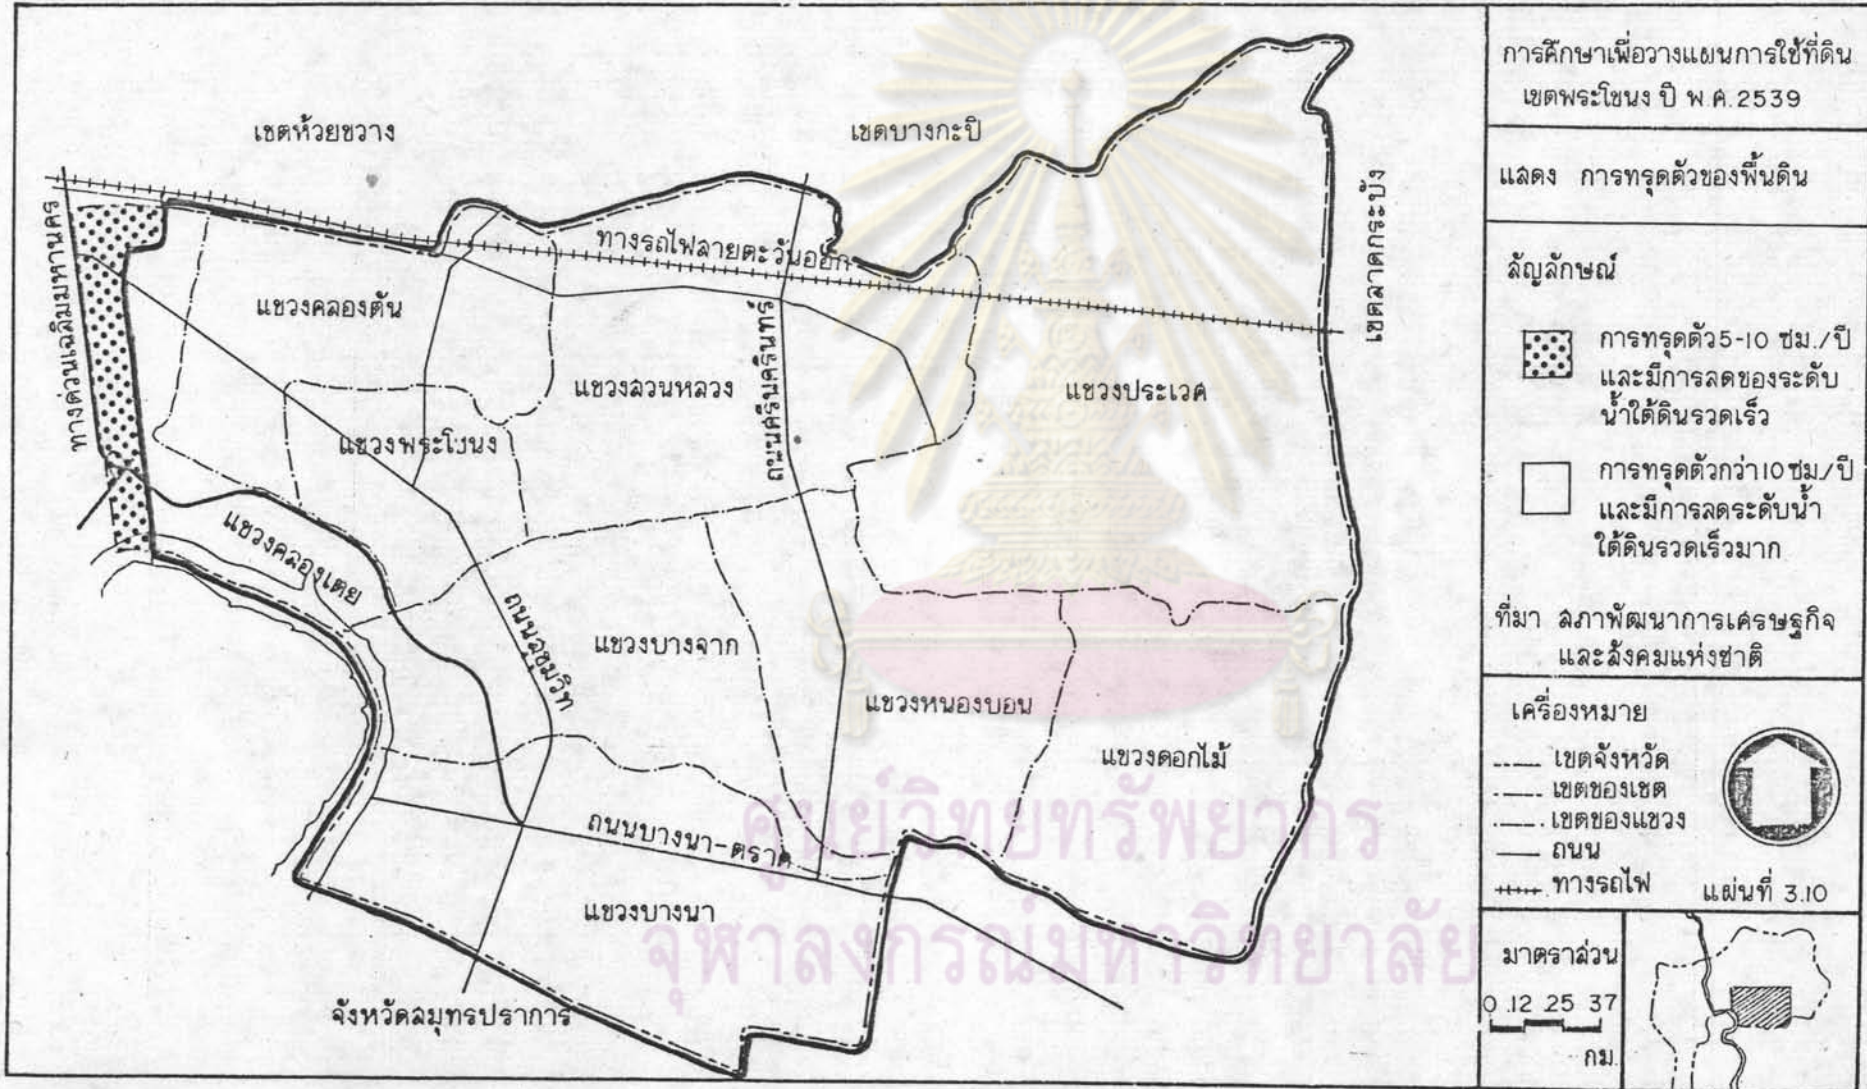 เขตห้วยขวาง
เขตบางกะปิ
เขตลาดกระบัง
ทางด่วนเฉลิมมหานคร
ทางรถไฟสายตะวันออก
แขวงคลองตัน
แขวงสวนหลวง
ถนนศรีนครินทร์
แขวงประเวศ
แขวงพระโขนง
แขวงคลองเตย
ถนนสุขุมวิท
แขวงบางจาก
แขวงหนองบอน
แขวงดอกไม้
ถนนบางนา-ตราด
แขวงบางนา
จังหวัดสมุทรปราการ
ศูนย์วิทยทรัพยากร
จุฬาลงกรณ์มหาวิทยาลัย
การศึกษาเพื่อวางแผนการใช้ที่ดิน
เขตพระโขนง ปี พ.ศ.2539
แสดง การทรุดตัวของพื้นดิน
สัญลักษณ์
การทรุดตัว5-10 ซม./ปี
และมีการลดของระดับ
น้ำใต้ดินรวดเร็ว
การทรุดตัวกว่า10ซม./ปี
และมีการลดระดับน้ำ
ใต้ดินรวดเร็วมาก
ที่มา สภาพัฒนาการเศรษฐกิจ
และสังคมแห่งชาติ
เครื่องหมาย
เขตจังหวัด
เขตของเขต
เขตของแขวง
ถนน
ทางรถไฟ
แผ่นที่ 3.10
มาตราส่วน
0 .12 .25 37
กม.